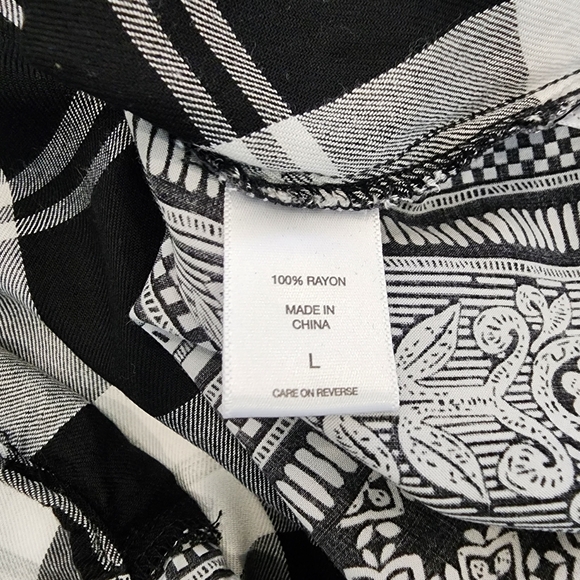 100% RAYON
MADE IN
CHINA
L
CARE ON REVERSE